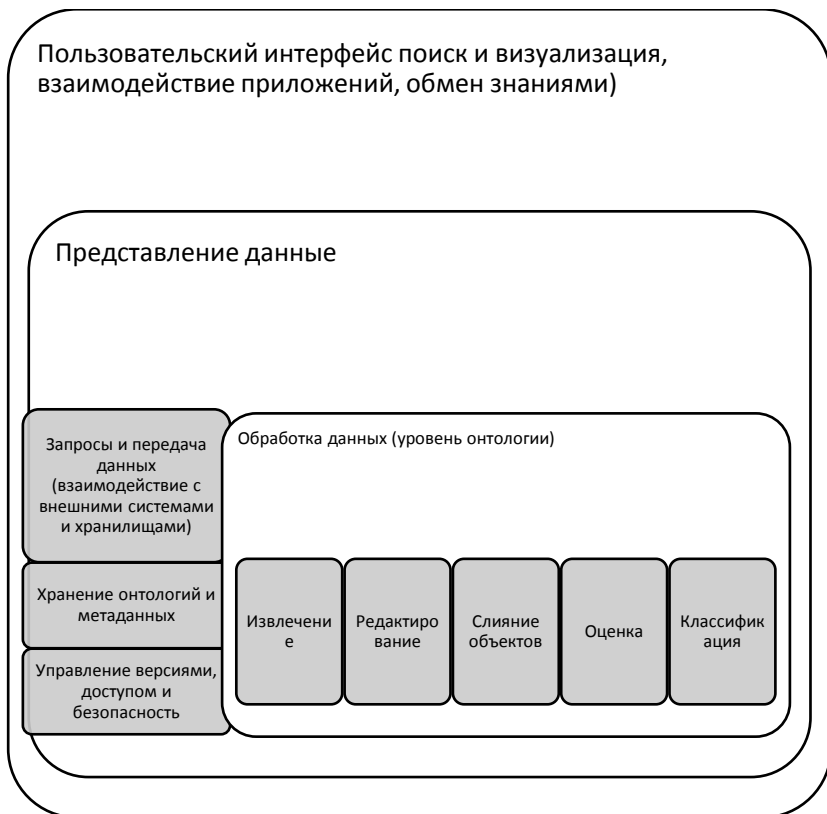 Пользовательский интерфейс поиск и визуализация,
взаимодействие приложений, обмен знаниями)
Представление данные
Запросы и передача
данных
(взаимодействие с
внешними системами
и хранилищами)
Хранение онтологий и
метаданных
Управление версиями,
доступом и
безопасность
Обработка данных (уровень онтологии)
Извлечени
е
Редактиро
вание
Слияние
объектов
Оценка
Классифик
ация